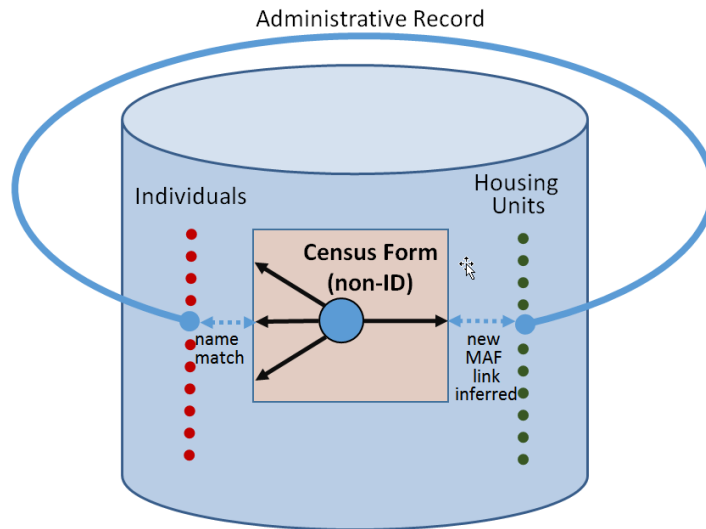 Administrative Record
Individuals
Housing
Units
Census Form
(non-ID)
name
match
new
MAF
link
inferred